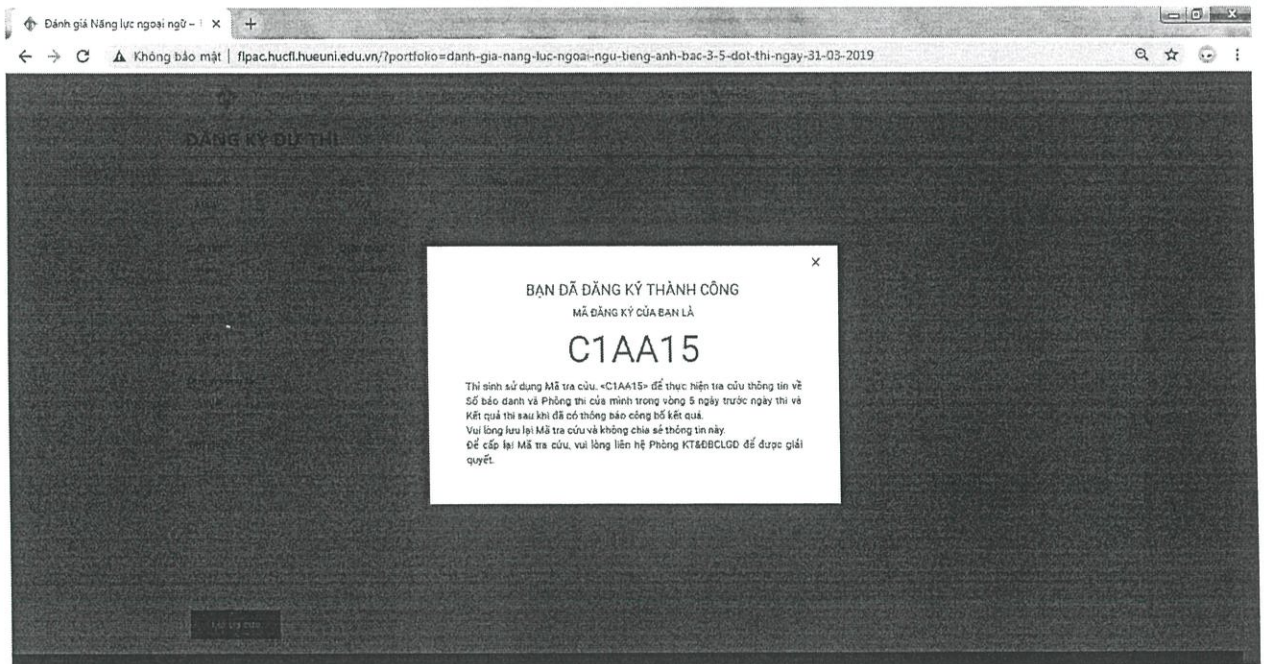 Đánh giá Năng lực ngoại ngữ –
Không bảo mật | flpac.hucfl.hueuni.edu.vn/?portfolio=danh-gia-nang-luc-ngoai-ngu-tieng-anh-bac-3-5-dot-thi-ngay-31-03-2019
ĐĂNG KÝ DỰ THI
BẠN ĐÃ ĐĂNG KÝ THÀNH CÔNG
MÃ ĐĂNG KÝ CỦA BẠN LÀ
C1AA15
Thí sinh sử dụng Mã tra cứu. <C1AA15> để thực hiện tra cứu thông tin về
Số báo danh và Phòng thi của mình trong vòng 5 ngày trước ngày thi và
Kết quả thi sau khi đã có thông báo công bố kết quả.
Vui lòng lưu lại Mã tra cứu và không chia sẻ thông tin này.
Để cấp lại Mã tra cứu, vui lòng liên hệ Phòng KT&ĐBCLGD để được giải
quyết.